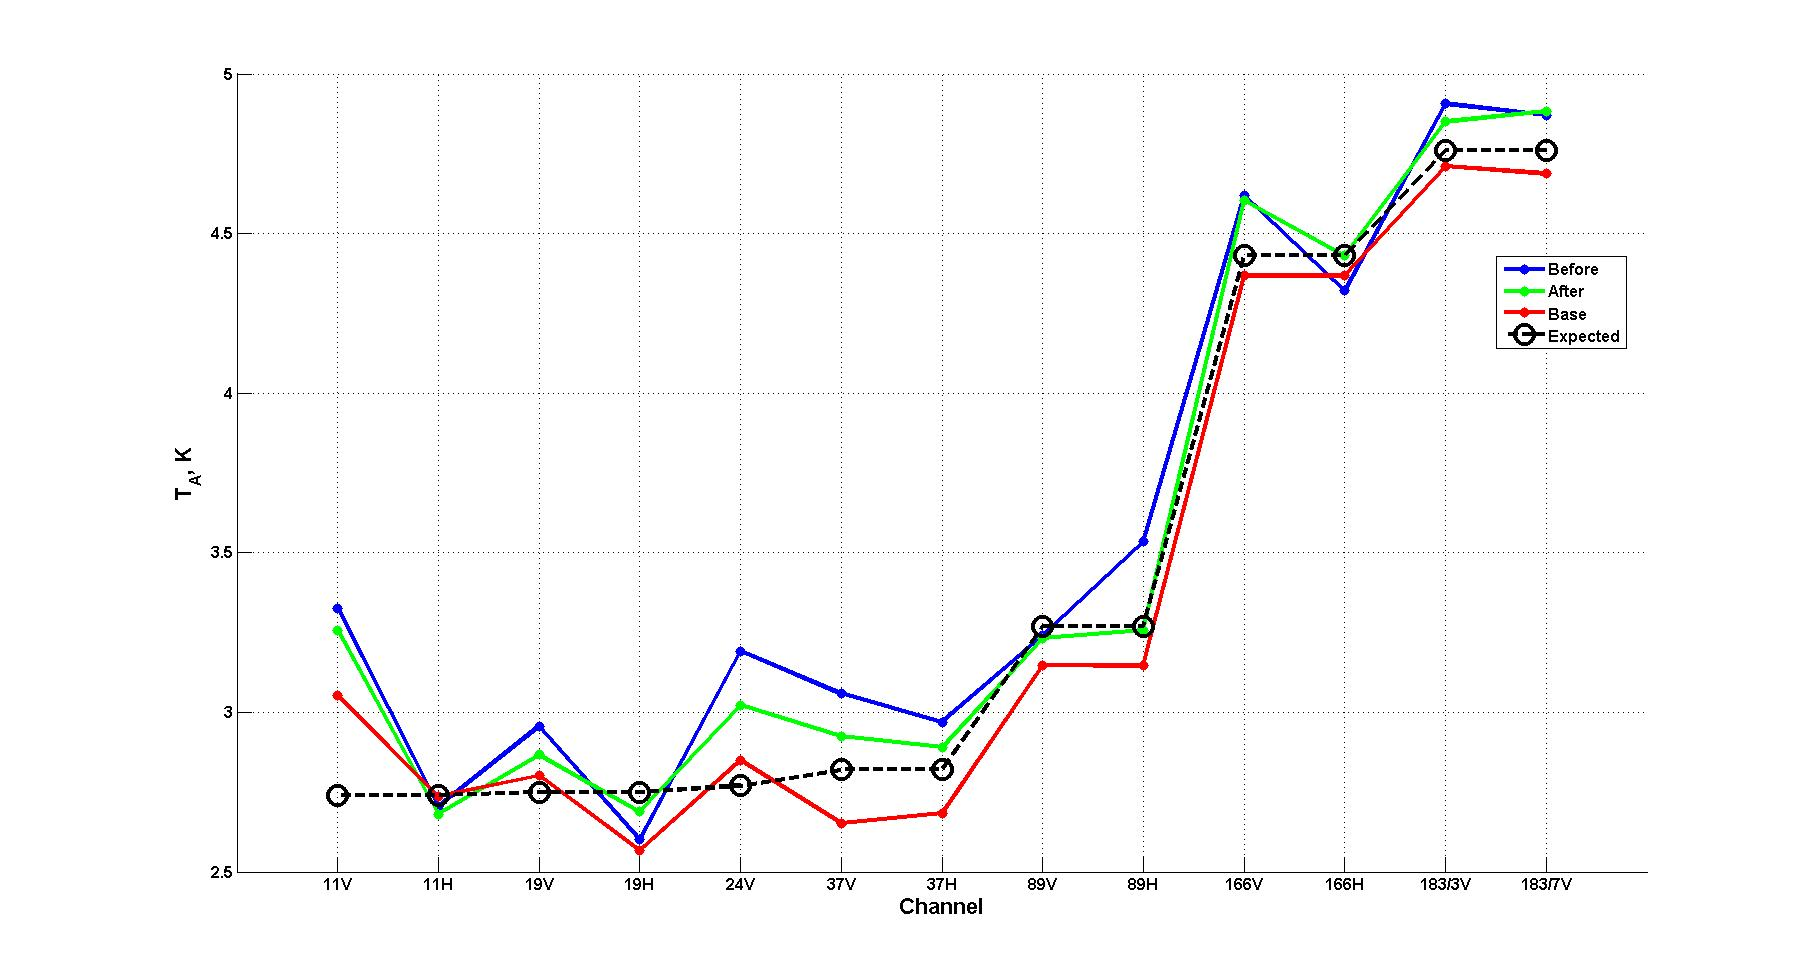 5
4.5
4
3.5
3
2.5
T_A, K
11V 11H 19V 19H 24V 37V 37H 89V 89H 166V 166H 183/3V 183/7V
Channel
Before
After
Base
Expected